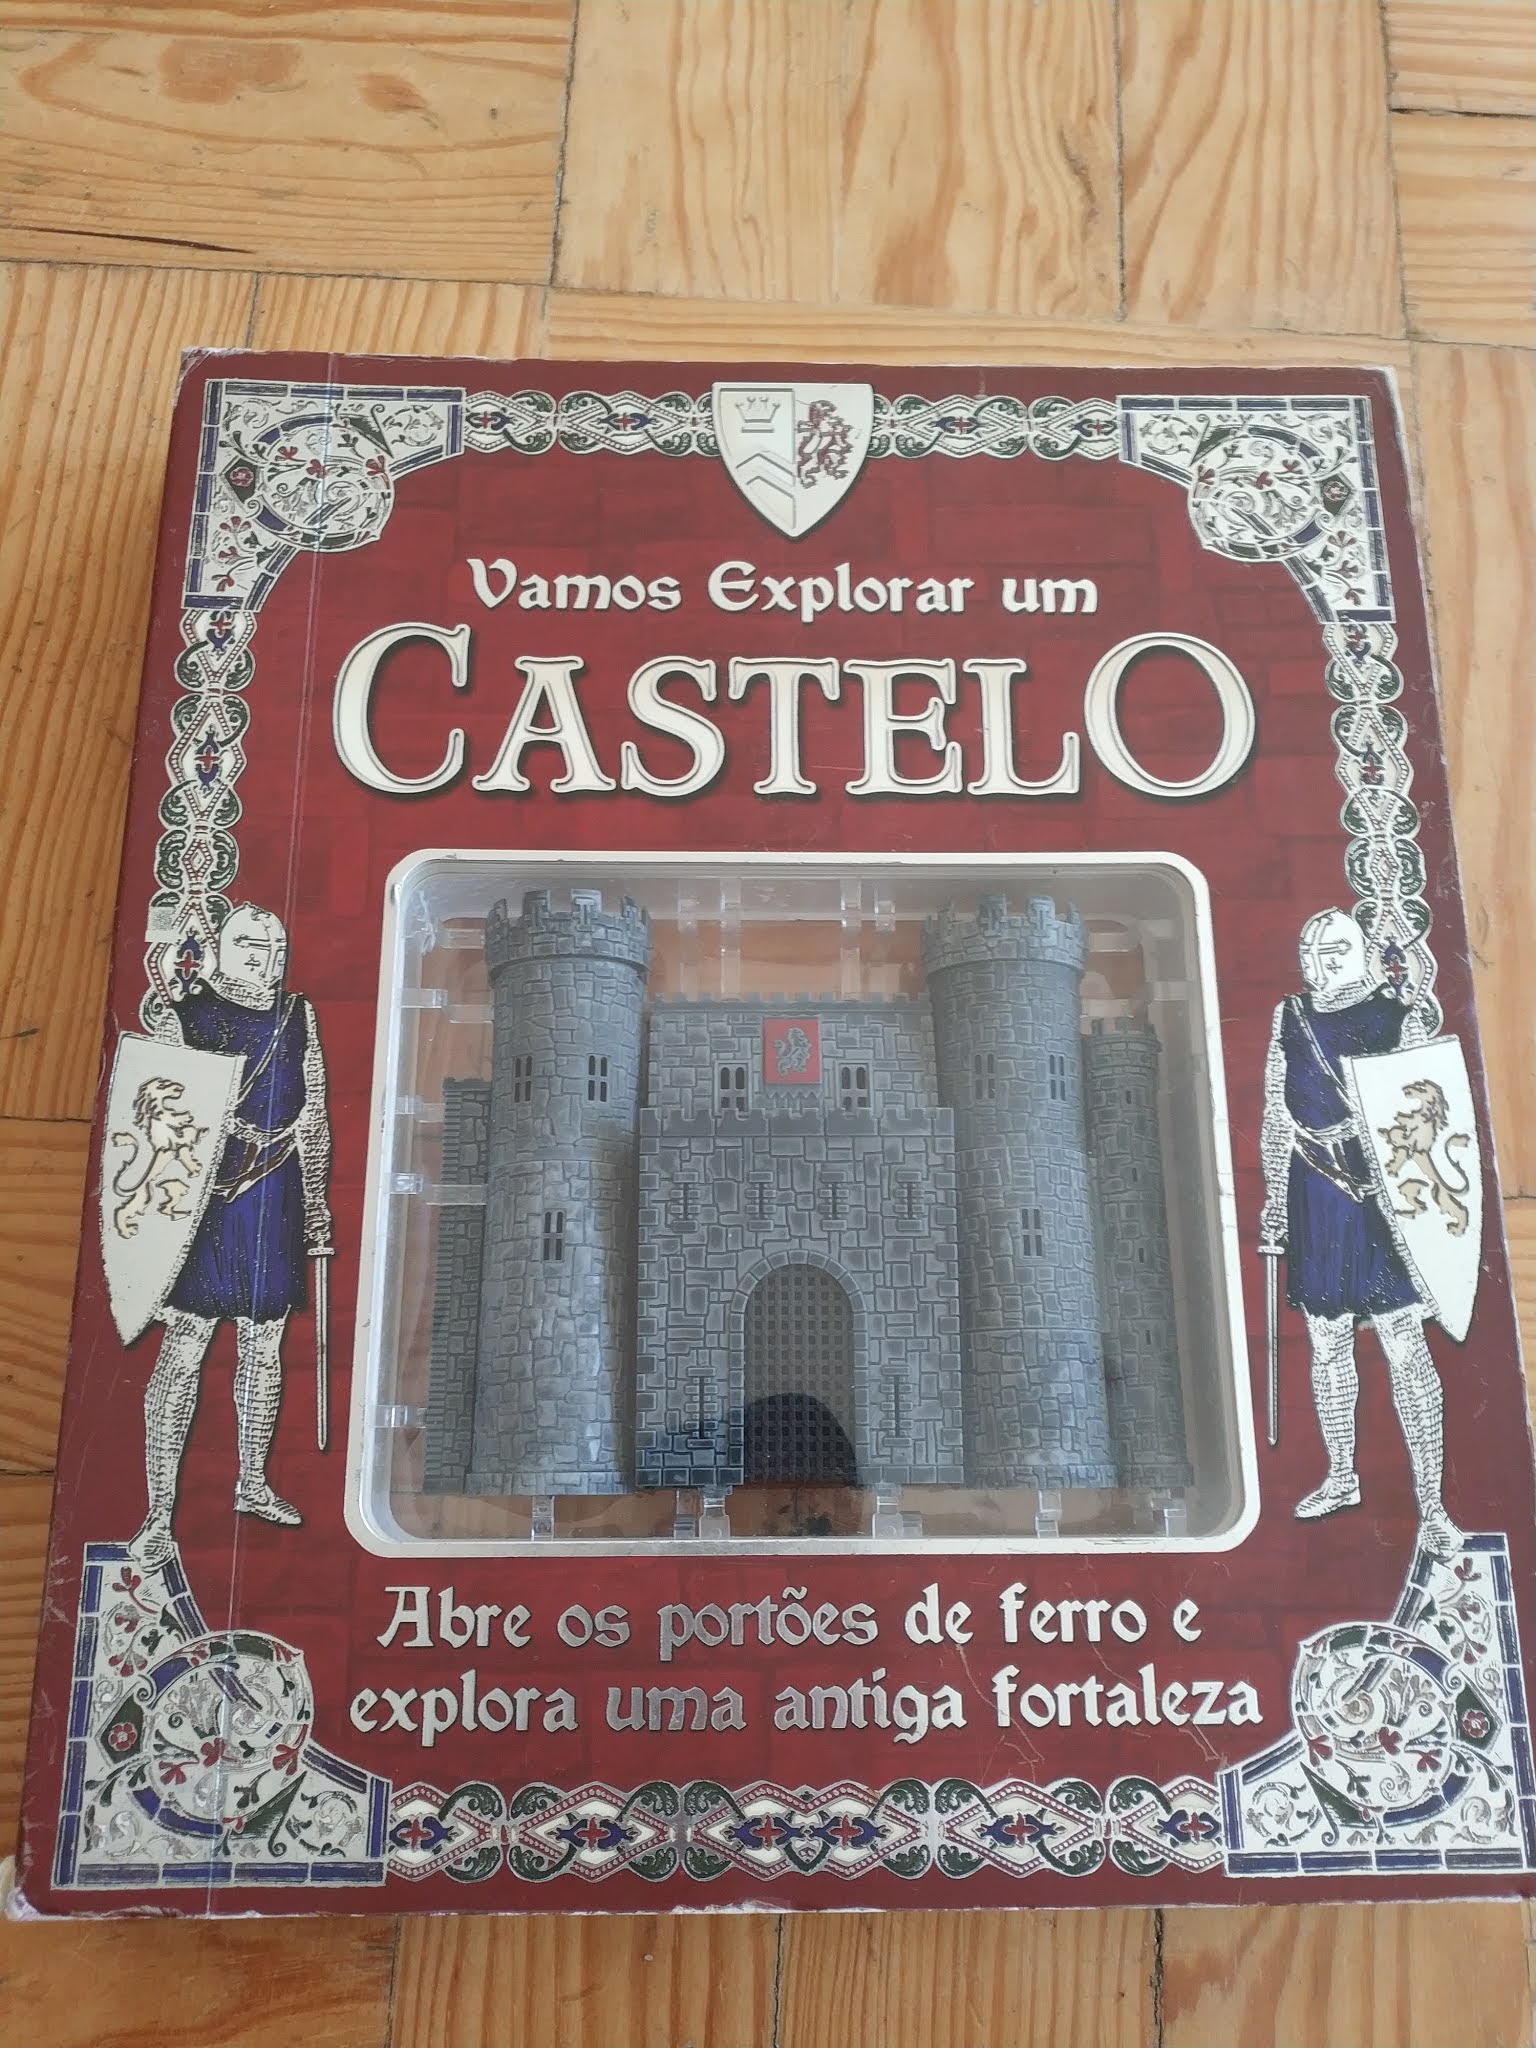 Vamos Explorar um
CASTELO
Abre os portões de ferro e
explora uma antiga fortaleza